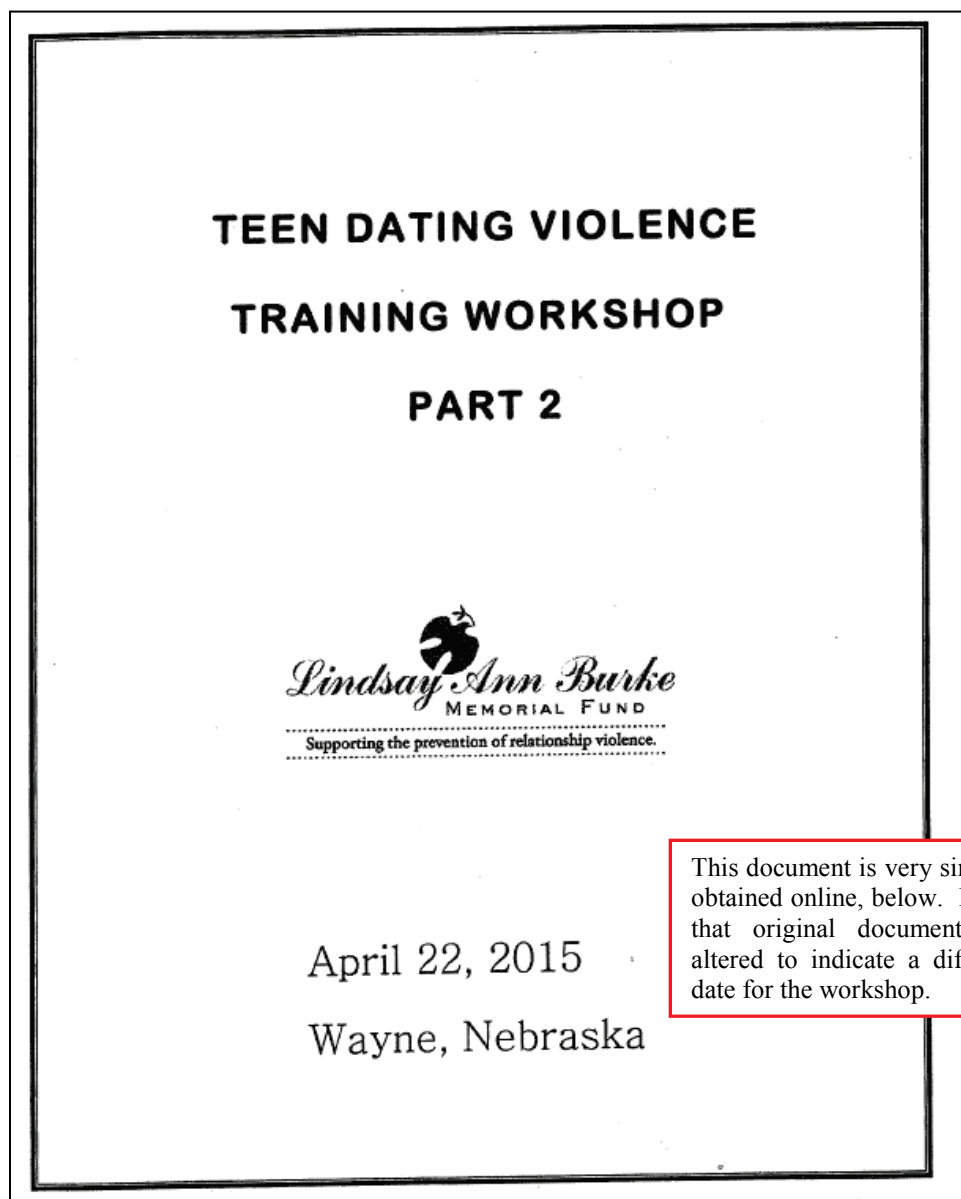 TEEN DATING VIOLENCE
TRAINING WORKSHOP
PART 2
Lindsay Ann Burke
MEMORIAL FUND
Supporting the prevention of relationship violence.
This document is very
obtained online, below.
that original document
altered to indicate a
date for the workshop.
April 22, 2015
Wayne, Nebraska